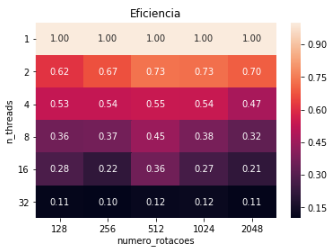 Eficiencia
1 1.00 1.00 1.00 1.00 1.00
2 0.62 0.67 0.73 0.73 0.70
4 0.53 0.54 0.55 0.54 0.47
8 0.36 0.37 0.45 0.38 0.32
16 0.28 0.22 0.36 0.27 0.21
32 0.11 0.10 0.12 0.12 0.11
128 256 512 1024 2048
numero_rotacoes
n threads
0.90
0.75
0.60
0.45
0.30
0.15